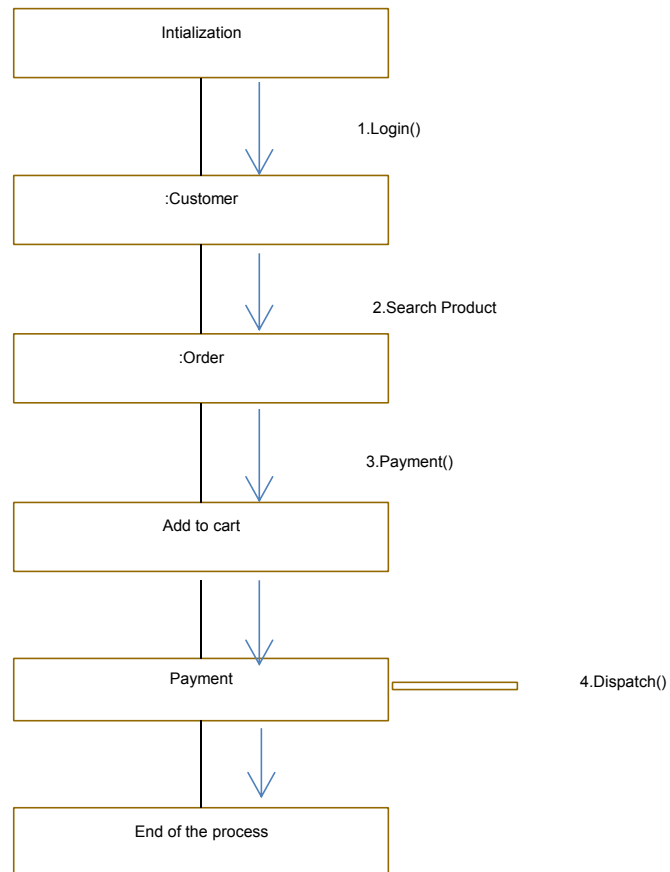 Intialization
1.Login()
:Customer
2.Search Product
:Order
3.Payment()
Add to cart
Payment
4.Dispatch()
End of the process